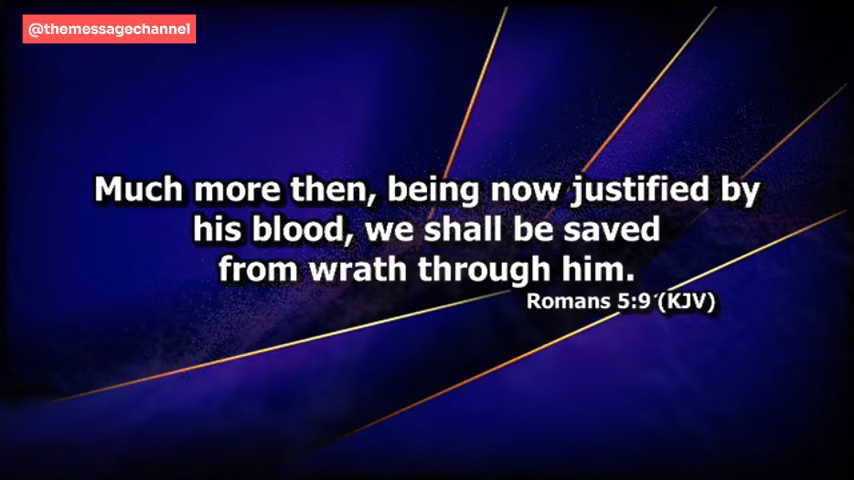 @themessagechannel
Much more then, being now justified by
his blood, we shall be saved
from wrath through him.
Romans 5:9 (KJV)